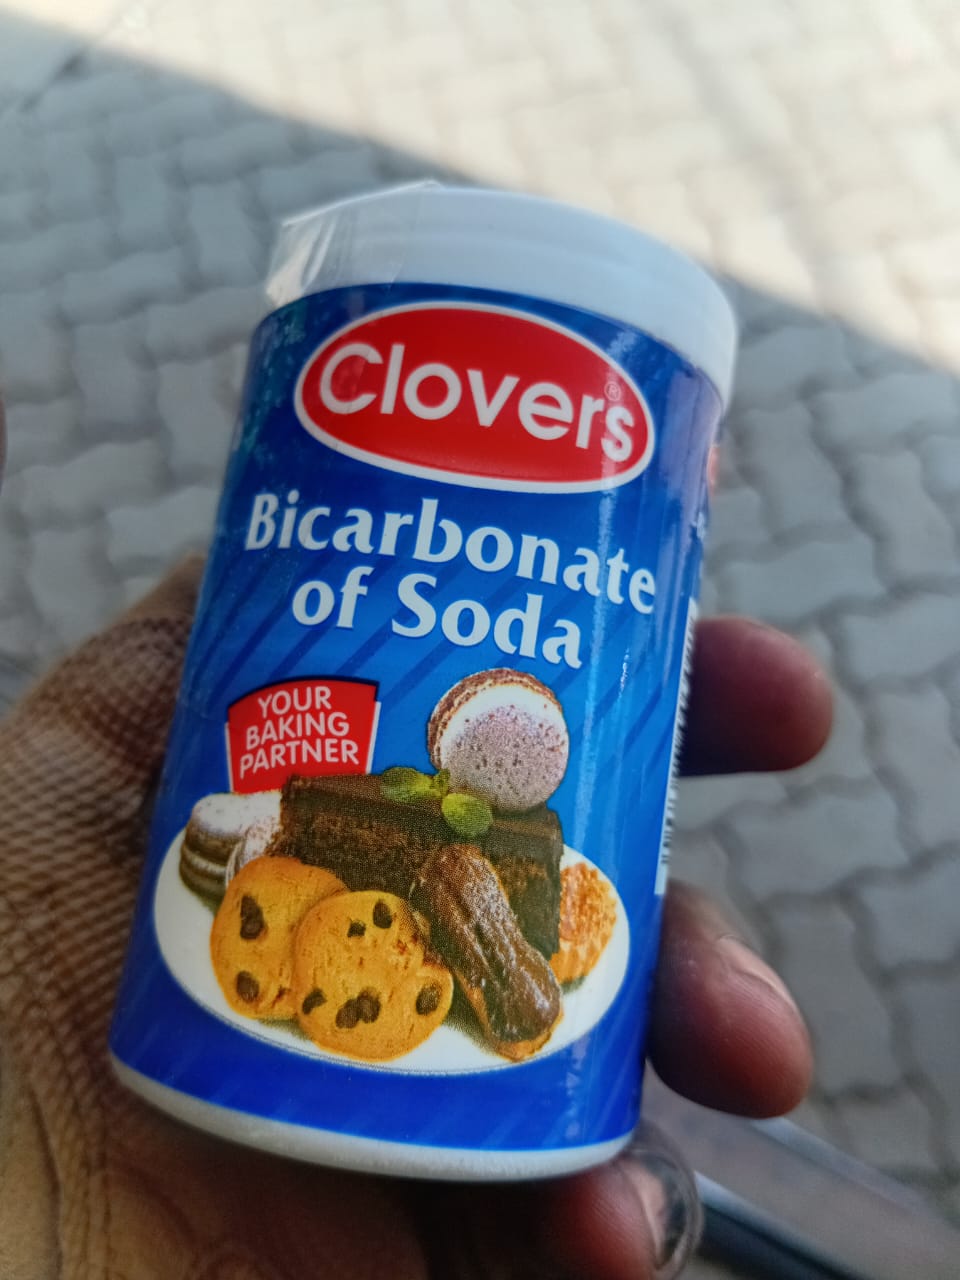 Clovers®
Bicarbonate
of Soda
YOUR
BAKING
PARTNER